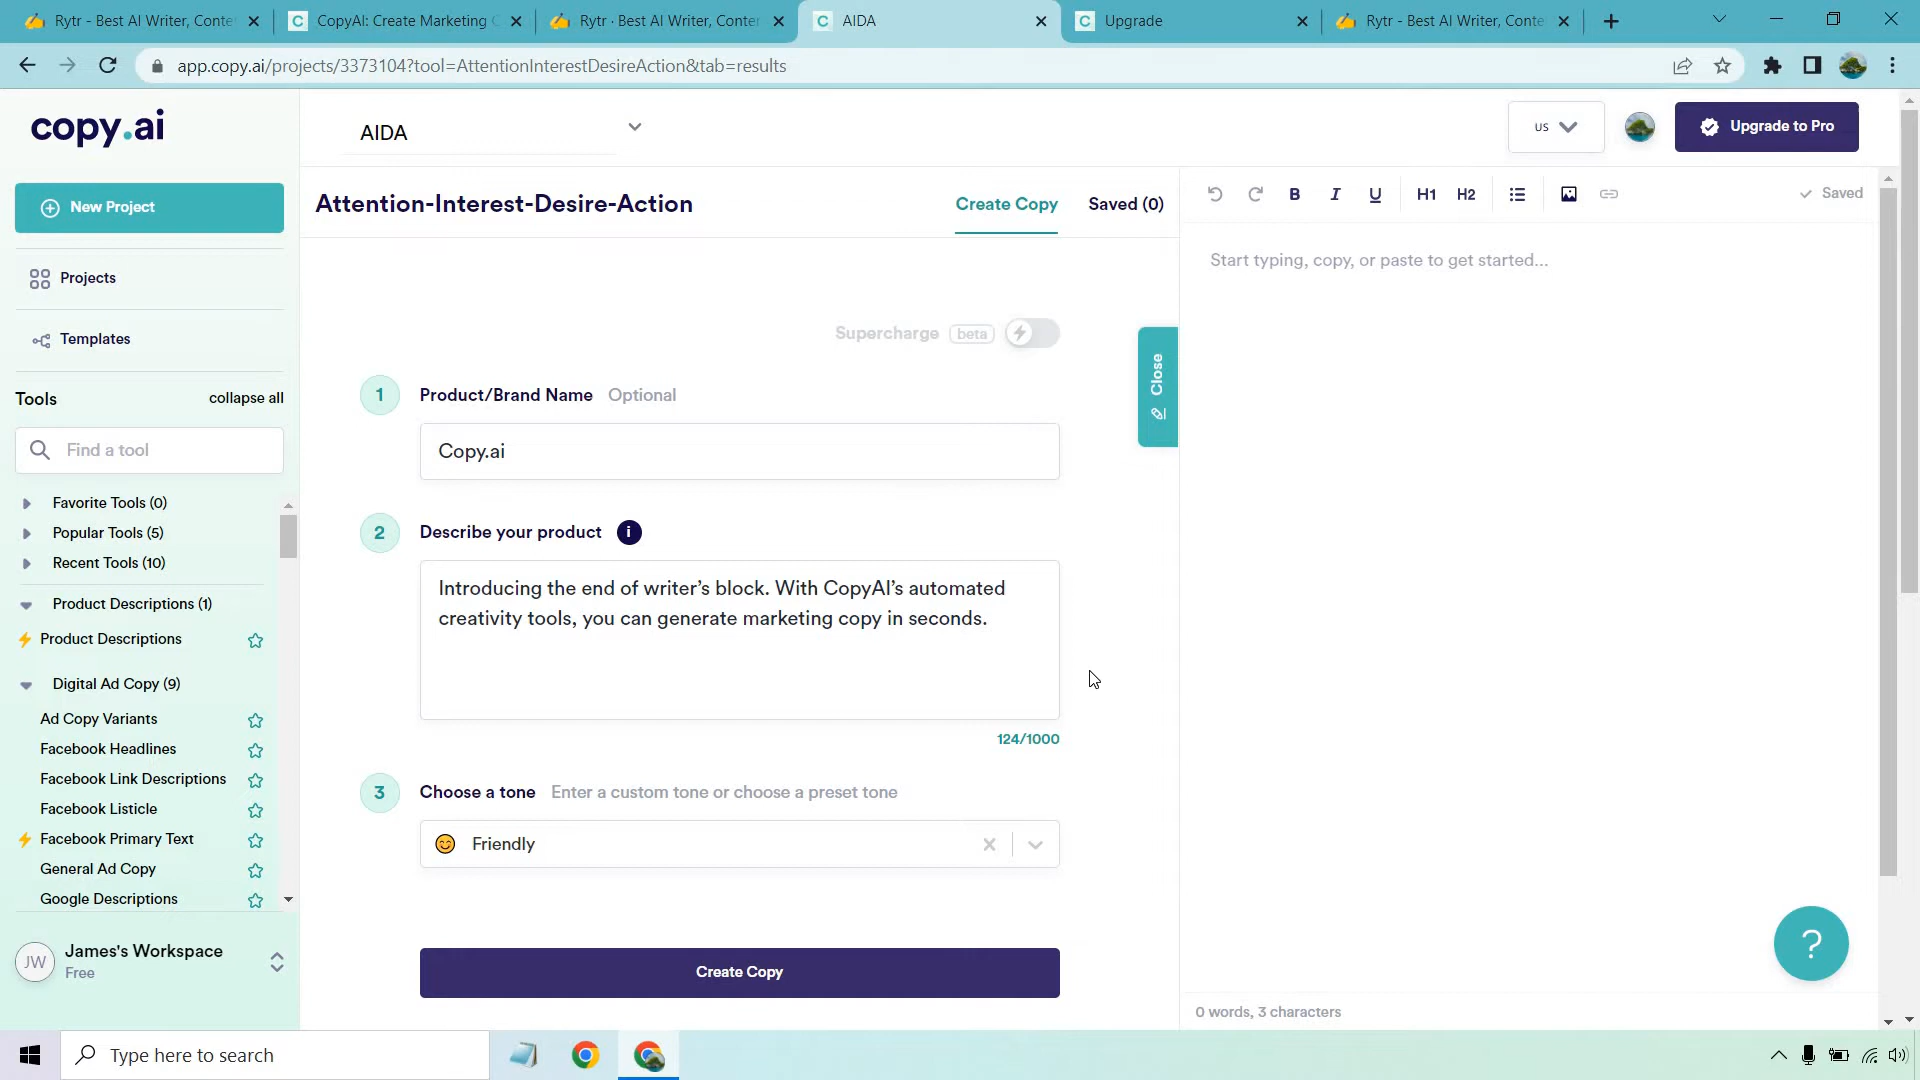 Rytr - Best AI Writer, Conte
CopyAI: Create Marketing C
Rytr · Best AI Writer, Conter
AIDA
Upgrade
Rytr - Best AI Writer, Conte
app.copy.ai/projects/3373104?tool=AttentionInterestDesireAction&tab=results
copy.ai
AIDA
US
Upgrade to Pro
New Project
Projects
Templates
Tools
collapse all
Find a tool
Favorite Tools (0)
Popular Tools (5)
Recent Tools (10)
Product Descriptions (1)
Product Descriptions
Digital Ad Copy (9)
Ad Copy Variants
Facebook Headlines
Facebook Link Descriptions
Facebook Listicle
Facebook Primary Text
General Ad Copy
Google Descriptions
JW
James's Workspace
Free
Attention-Interest-Desire-Action
Create Copy
Saved (0)
Supercharge
beta
1
Product/Brand Name
Optional
Copy.ai
2
Describe your product
i
Introducing the end of writer's block. With CopyAI's automated
creativity tools, you can generate marketing copy in seconds.
124/1000
3
Choose a tone
Enter a custom tone or choose a preset tone
Friendly
Create Copy
Close
B
I
U
H1
H2
Saved
Start typing, copy, or paste to get started...
?
0 words, 3 characters
Type here to search